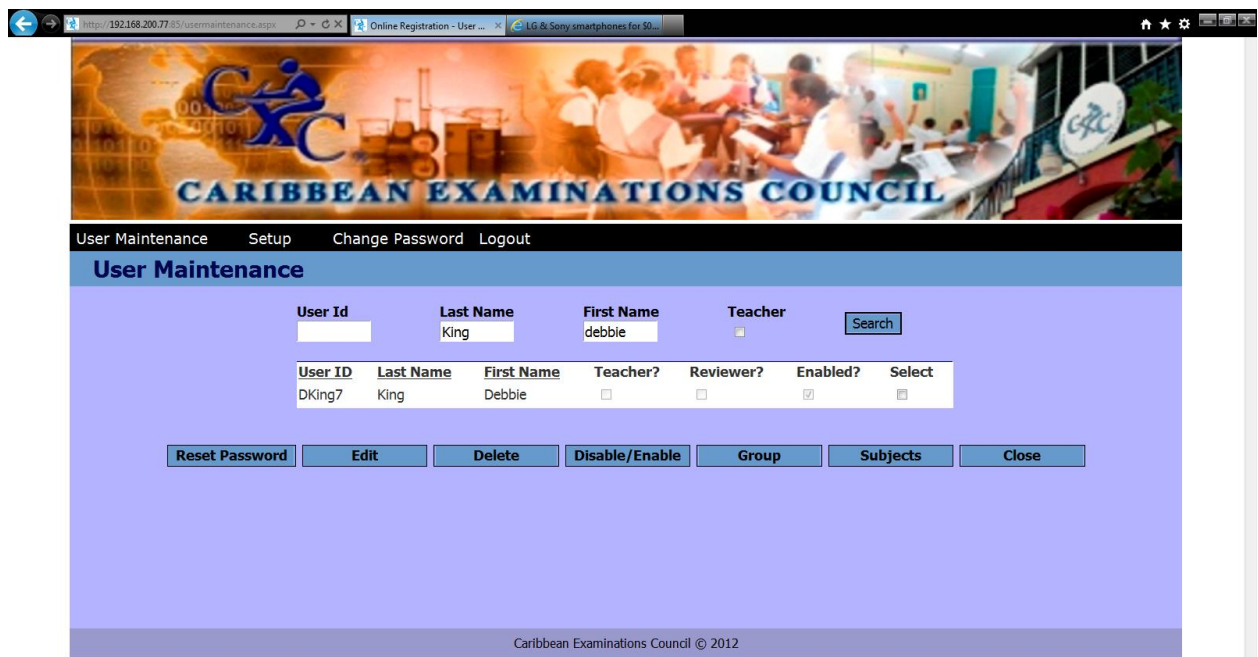 http://192.168.200.77:85/usermaintenance.aspx
Online Registration - User ...
LG & Sony smartphones for $0...
CXC
CXC
CARIBBEAN EXAMINATIONS COUNCIL
User Maintenance Setup Change Password Logout
User Maintenance
User Id Last Name First Name Teacher
King debbie Search
User ID Last Name First Name Teacher? Reviewer? Enabled? Select
DKing7 King Debbie
Reset Password Edit Delete Disable/Enable Group Subjects Close
Caribbean Examinations Council © 2012